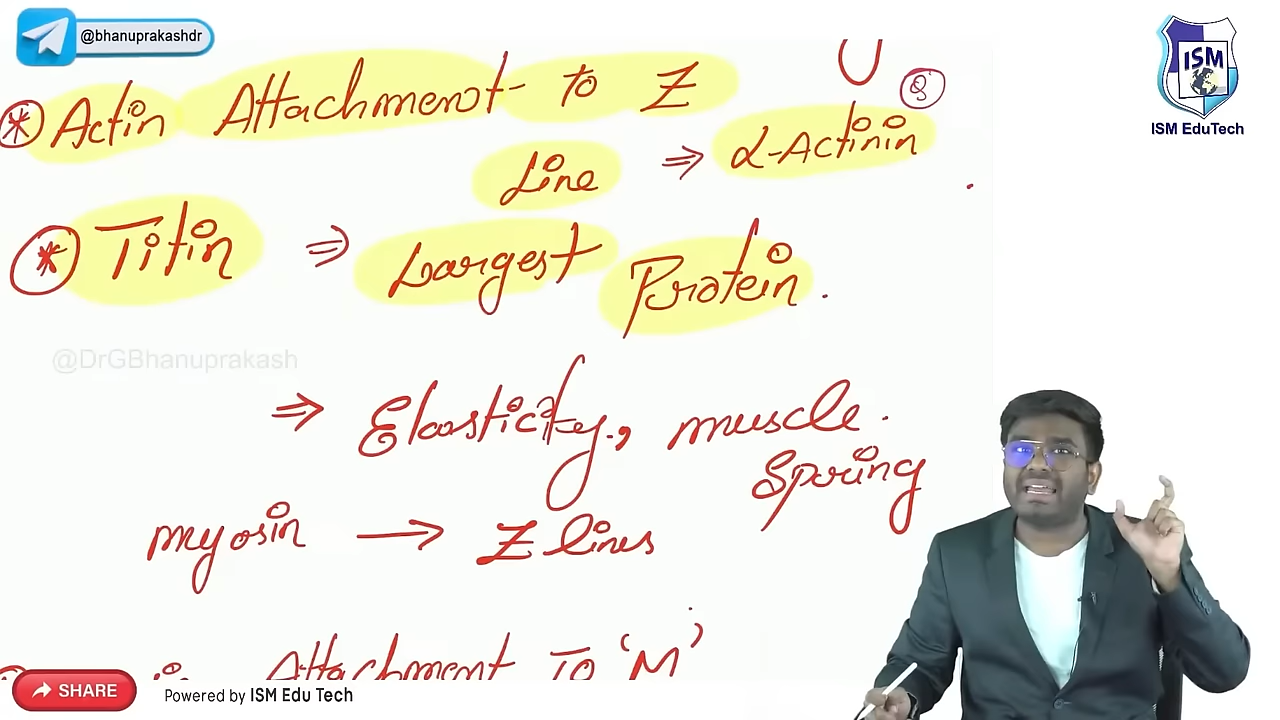 @bhanuprakashdr
ISM
ISM EduTech
* Actin Attachment to Z
Line ⇒ α-Actinin
* Titin ⇒ Largest Protein.
@DrGBhanuprakash
⇒ Elasticity, muscle.
Spring
myosin → Z lines
Attachment To 'M'
SHARE
Powered by ISM Edu Tech